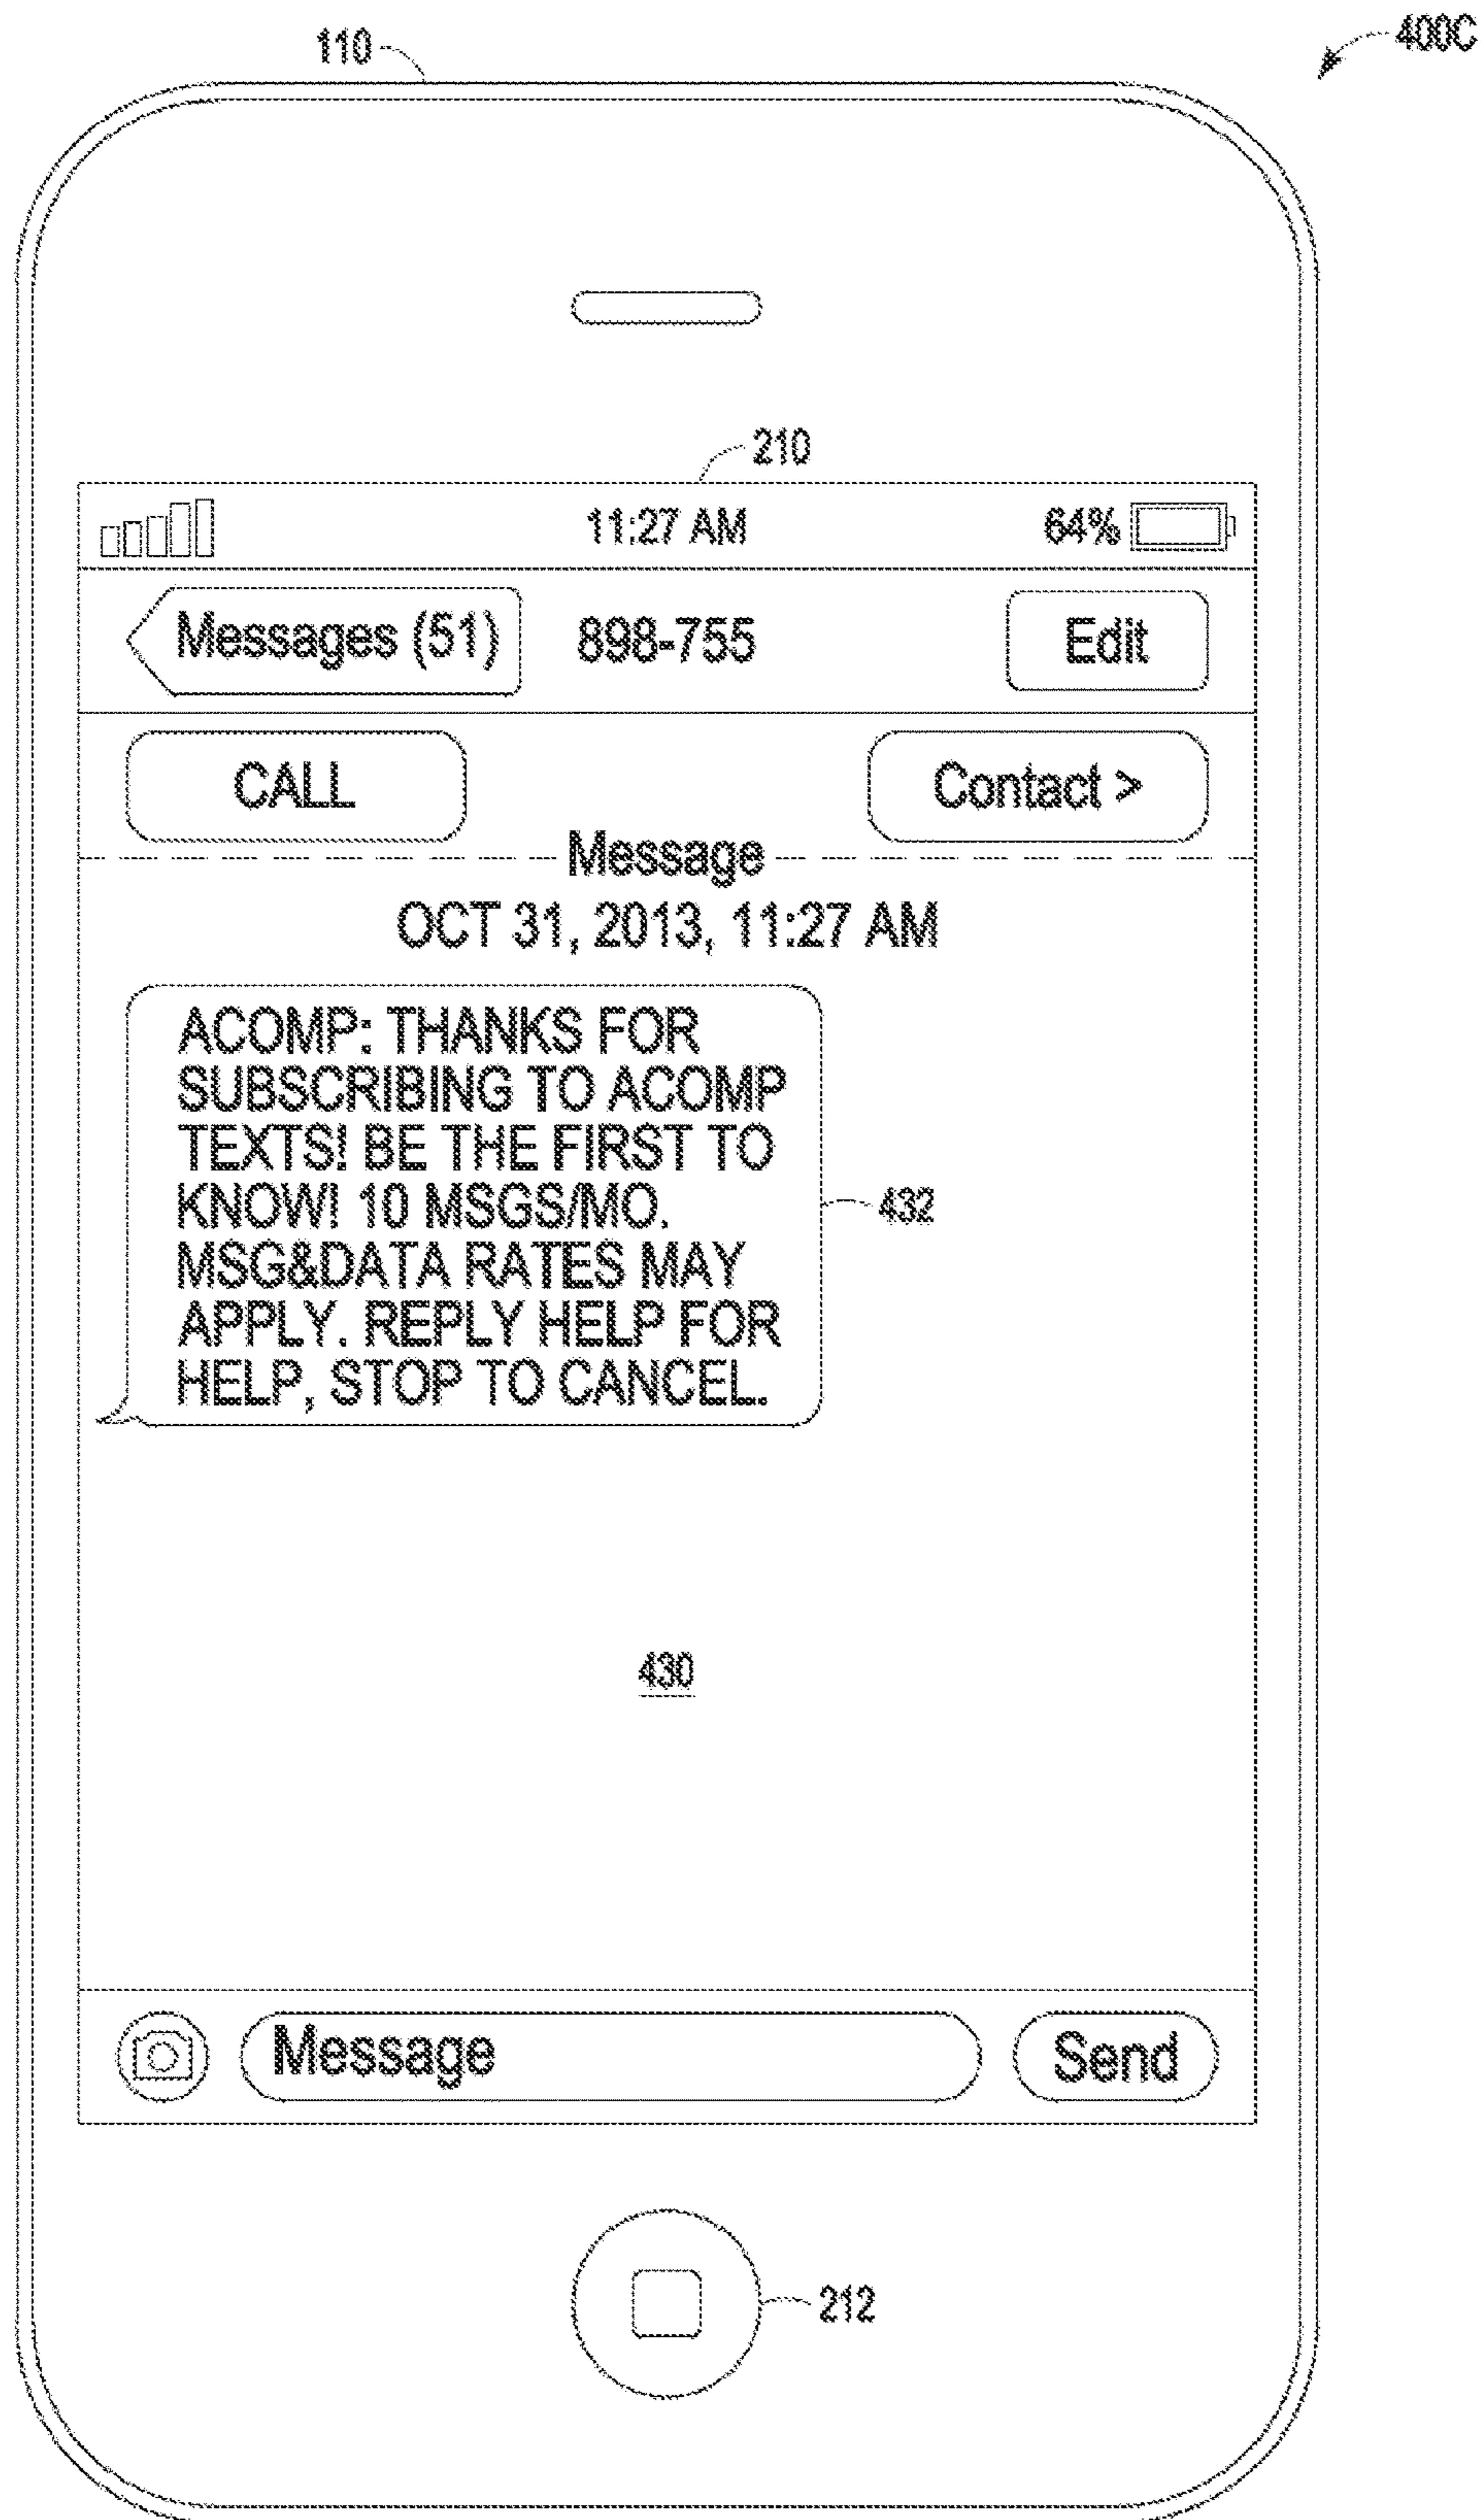 110
400C
210
11:27 AM 64%
Messages (51) 898-755 Edit
CALL Contact >
Message
OCT 31, 2013, 11:27 AM
ACOMP: THANKS FOR
SUBSCRIBING TO ACOMP
TEXTS! BE THE FIRST TO
KNOW! 10 MSGS/MO.
MSG&DATA RATES MAY
APPLY. REPLY HELP FOR
HELP, STOP TO CANCEL.
432
430
Message Send
212